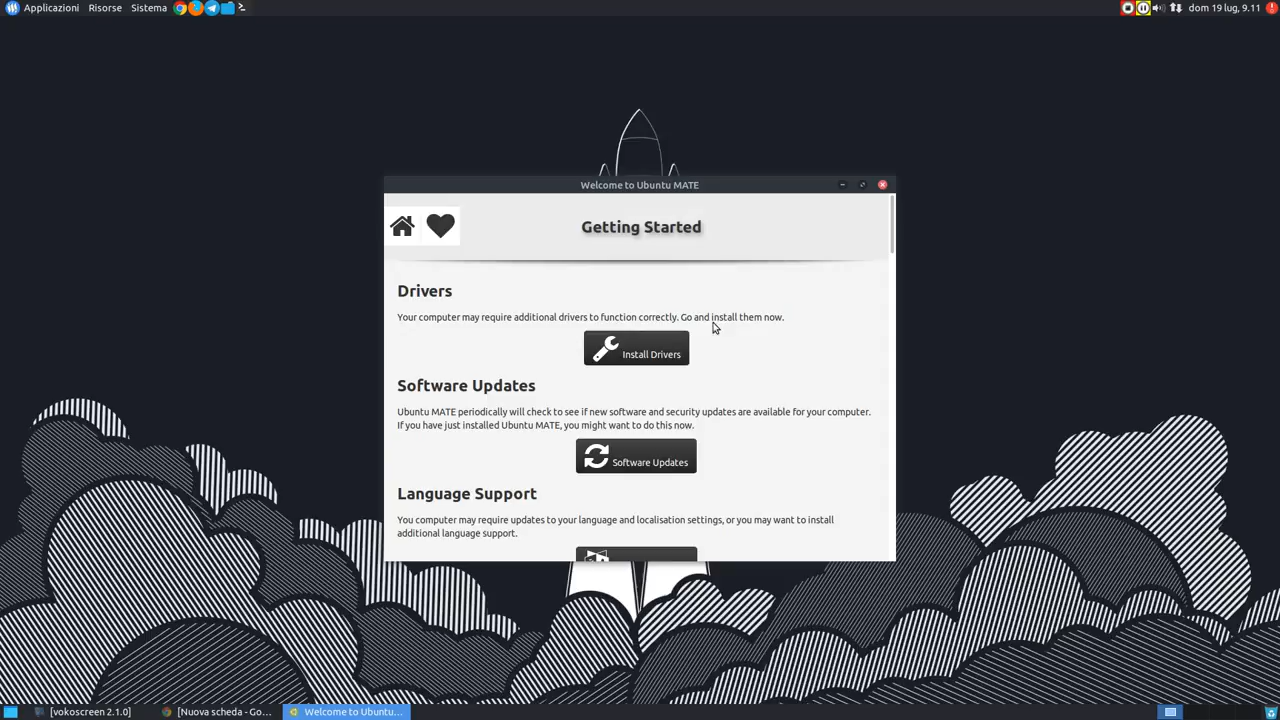 Applicazioni Risorse Sistema
dom 19 lug, 9.11
Welcome to Ubuntu MATE
Getting Started
Drivers
Your computer may require additional drivers to function correctly. Go and install them now.
Install Drivers
Software Updates
Ubuntu MATE periodically will check to see if new software and security updates are available for your computer.
If you have just installed Ubuntu MATE, you might want to do this now.
Software Updates
Language Support
You computer may require updates to your language and localisation settings, or you may want to install
additional language support.
[vokoscreen 2.1.0] [Nuova scheda - Go... Welcome to Ubuntu...